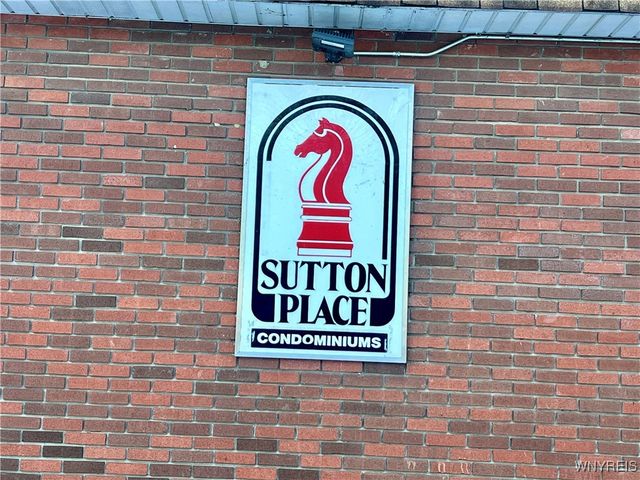 SUTTON
PLACE
CONDOMINIUMS
WNYREIS